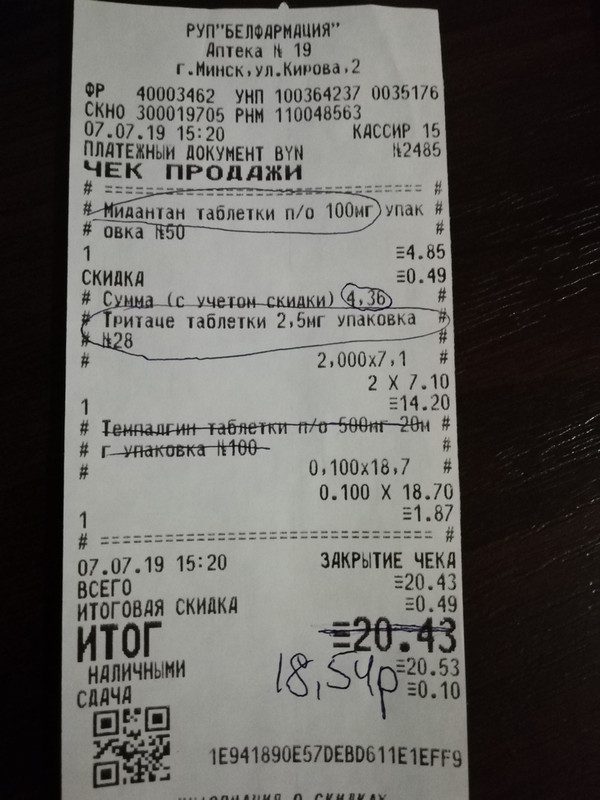 РУП"БЕЛФАРМАЦИЯ"
Аптека № 19
г.Минск,ул.Кирова,2
ФР 40003462 УНП 100364237 0035176
СКНО 300019705 РНМ 110048563
07.07.19 15:20 КАССИР 15
ПЛАТЕЖНЫЙ ДОКУМЕНТ BYN №2485
ЧЕК ПРОДАЖИ
# ============================ #
# Мидантан таблетки п/о 100мг упак #
# овка №50 #
1 ≡4.85
СКИДКА ≡0.49
# Сумма (с учетом скидки) 4,36 #
# Тритаце таблетки 2,5мг упаковка #
# №28 #
# 2,000x7,1 #
2 X 7.10
1 ≡14.20
# Темпалгин таблетки п/о 500мг 20м #
# г упаковка №100 #
# 0,100x18,7 #
0.100 X 18.70
1 ≡1.87
# ============================ #
07.07.19 15:20 ЗАКРЫТИЕ ЧЕКА
ВСЕГО ≡20.43
ИТОГОВАЯ СКИДКА ≡0.49
ИТОГ ≡20.43
НАЛИЧНЫМИ ≡20.53
18,54р
СДАЧА ≡0.10
1E941890E57DEBD611E1EFF9
ИНФОРМАЦИЯ О СКИДКАХ